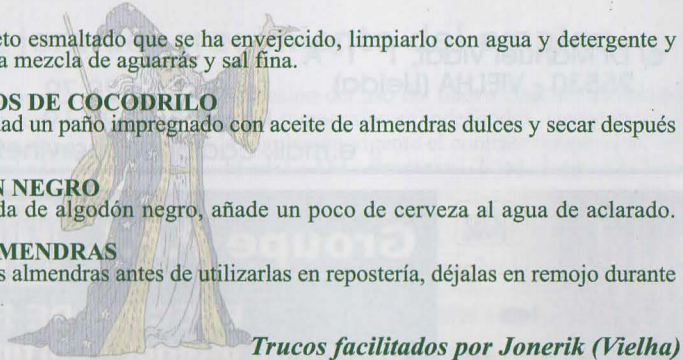 eto esmaltado que se ha envejecido, limpiarlo con agua y detergente y
a mezcla de aguarrás y sal fina.
OS DE COCODRILO
ad un paño impregnado con aceite de almendras dulces y secar después
N NEGRO
da de algodón negro, añade un poco de cerveza al agua de aclarado.
MENDRAS
s almendras antes de utilizarlas en repostería, déjalas en remojo durante
Trucos facilitados por Jonerik (Vielha)